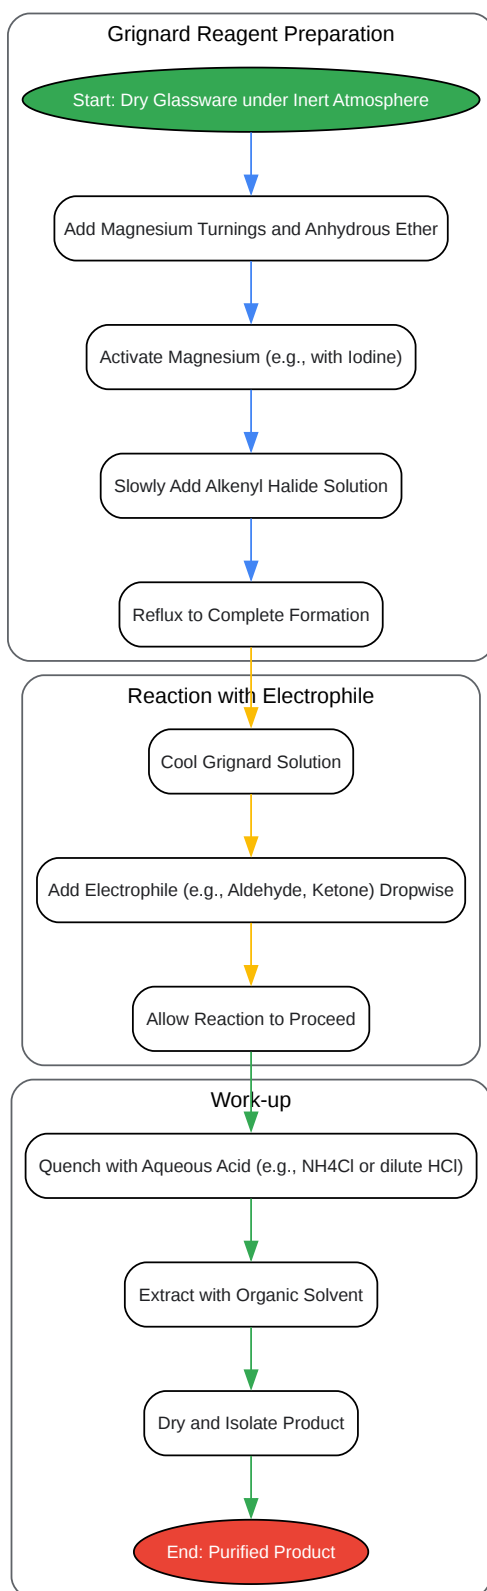 Grignard Reagent Preparation
Start: Dry Glassware under Inert Atmosphere
Add Magnesium Turnings and Anhydrous Ether
Activate Magnesium (e.g., with Iodine)
Slowly Add Alkenyl Halide Solution
Reflux to Complete Formation
Reaction with Electrophile
Cool Grignard Solution
Add Electrophile (e.g., Aldehyde, Ketone) Dropwise
Allow Reaction to Proceed
Work-up
Quench with Aqueous Acid (e.g., NH4Cl or dilute HCl)
Extract with Organic Solvent
Dry and Isolate Product
End: Purified Product